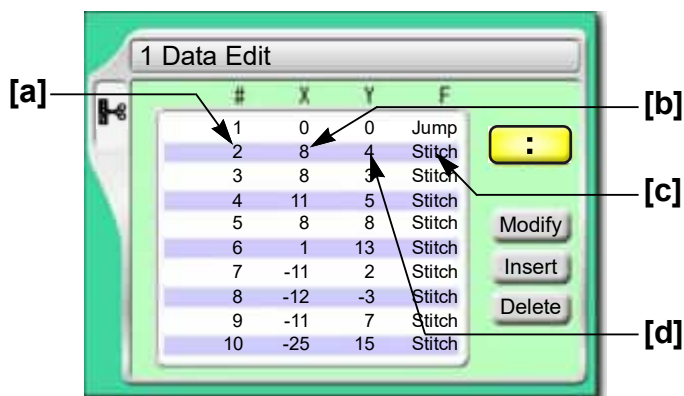 1 Data Edit
[a]
# X Y F
[b]
1 0 0 Jump
:
2 8 4 Stitch
3 8 3 Stitch
[c]
4 11 5 Stitch
5 8 8 Stitch
Modify
6 1 13 Stitch
7 -11 2 Stitch
Insert
8 -12 -3 Stitch
Delete
9 -11 7 Stitch
[d]
10 -25 15 Stitch